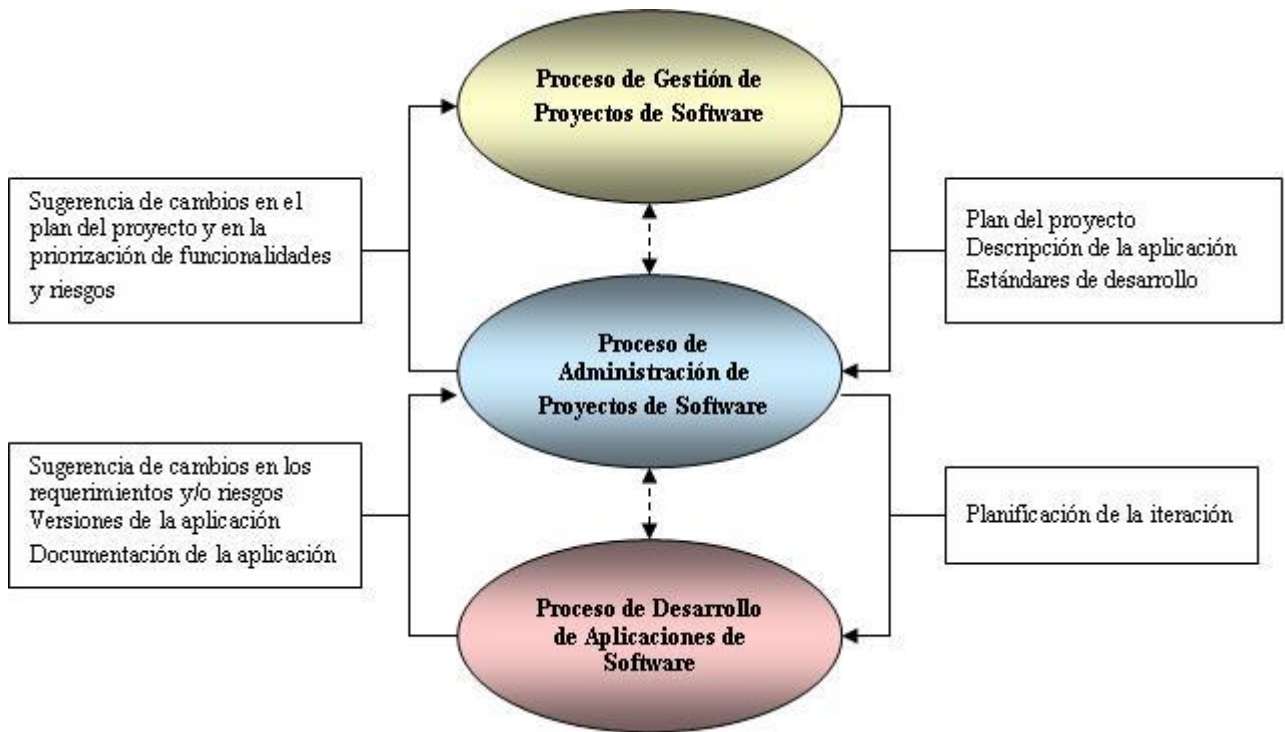 Proceso de Gestión de
Proyectos de Software
Sugerencia de cambios en el
plan del proyecto y en la
priorización de funcionalidades
y riesgos
Plan del proyecto
Descripción de la aplicación
Estándares de desarrollo
Proceso de
Administración de
Proyectos de Software
Sugerencia de cambios en los
requerimientos y/o riesgos
Versiones de la aplicación
Documentación de la aplicación
Planificación de la iteración
Proceso de Desarrollo
de Aplicaciones de
Software